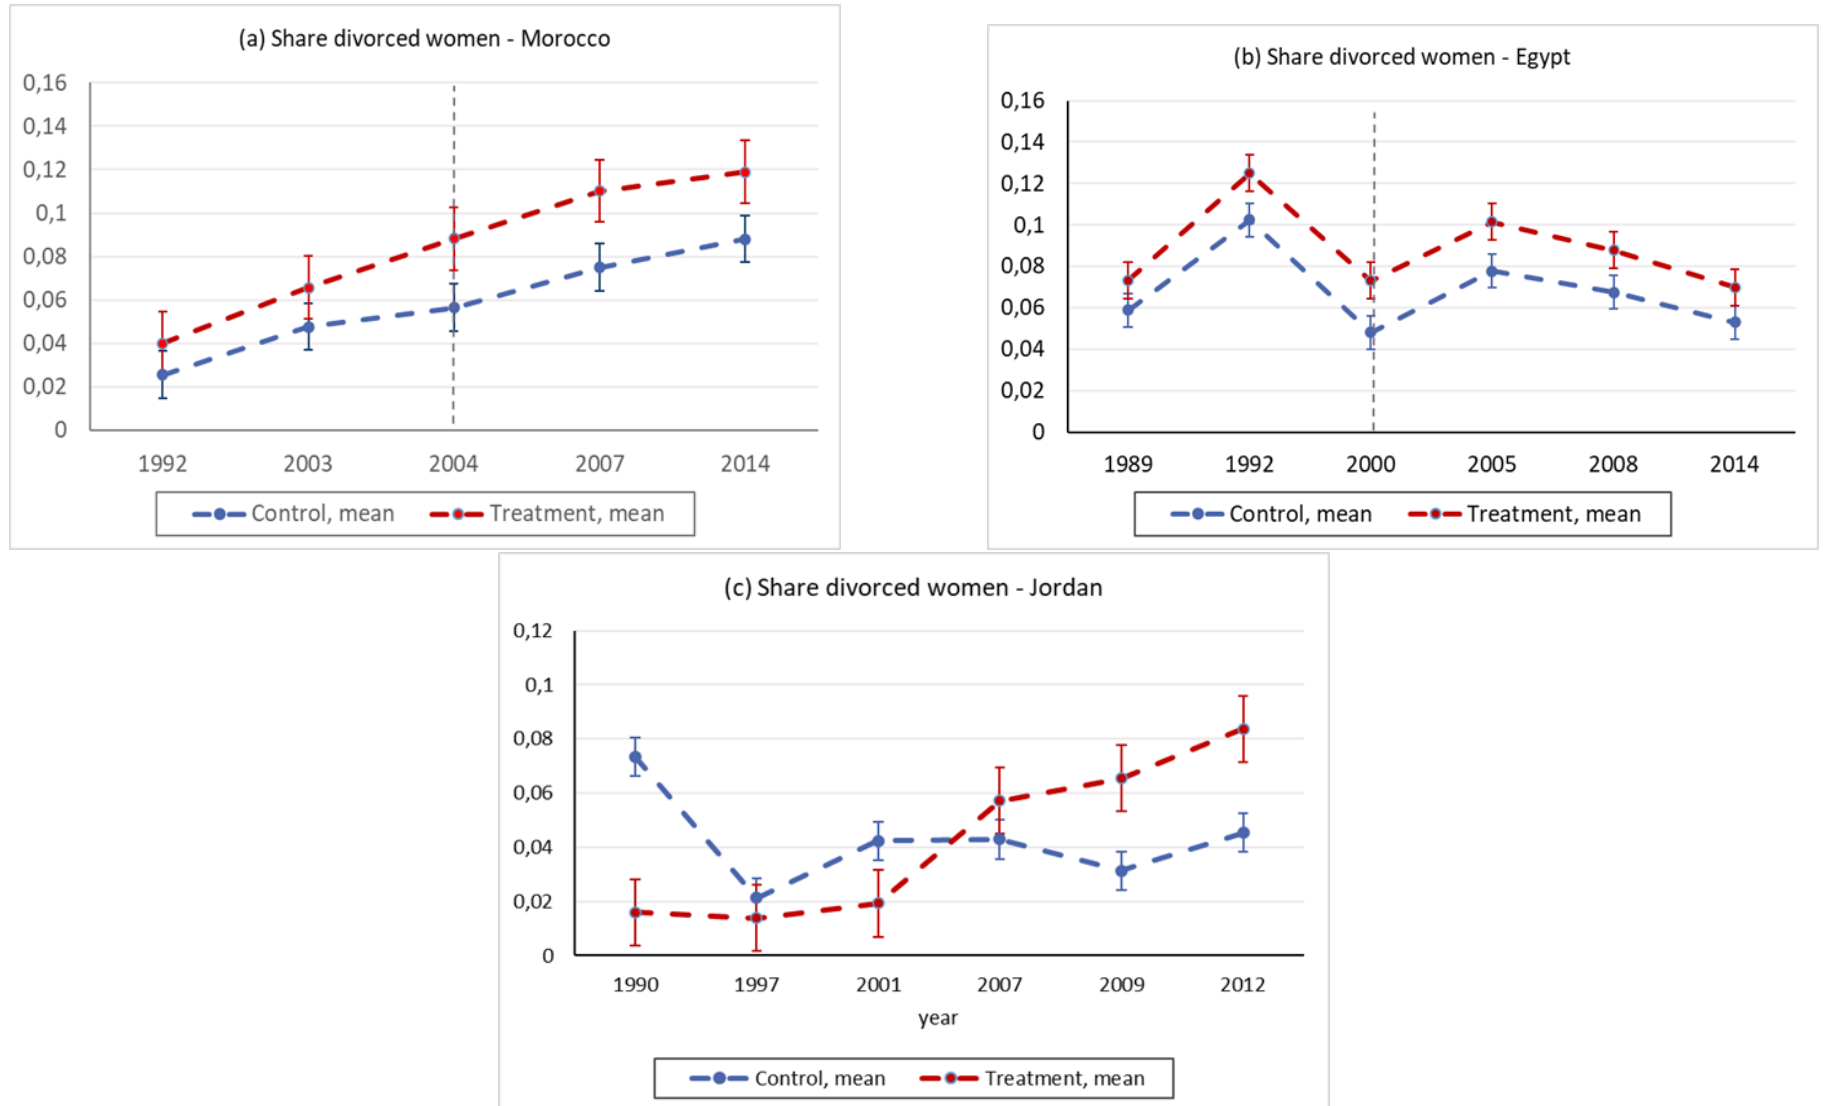 (a) Share divorced women - Morocco
0,16
0,14
0,12
0,1
0,08
0,06
0,04
0,02
0
1992 2003 2004 2007 2014
Control, mean Treatment, mean
(b) Share divorced women - Egypt
0,16
0,14
0,12
0,1
0,08
0,06
0,04
0,02
0
1989 1992 2000 2005 2008 2014
Control, mean Treatment, mean
(c) Share divorced women - Jordan
0,12
0,1
0,08
0,06
0,04
0,02
0
1990 1997 2001 2007 2009 2012
year
Control, mean Treatment, mean